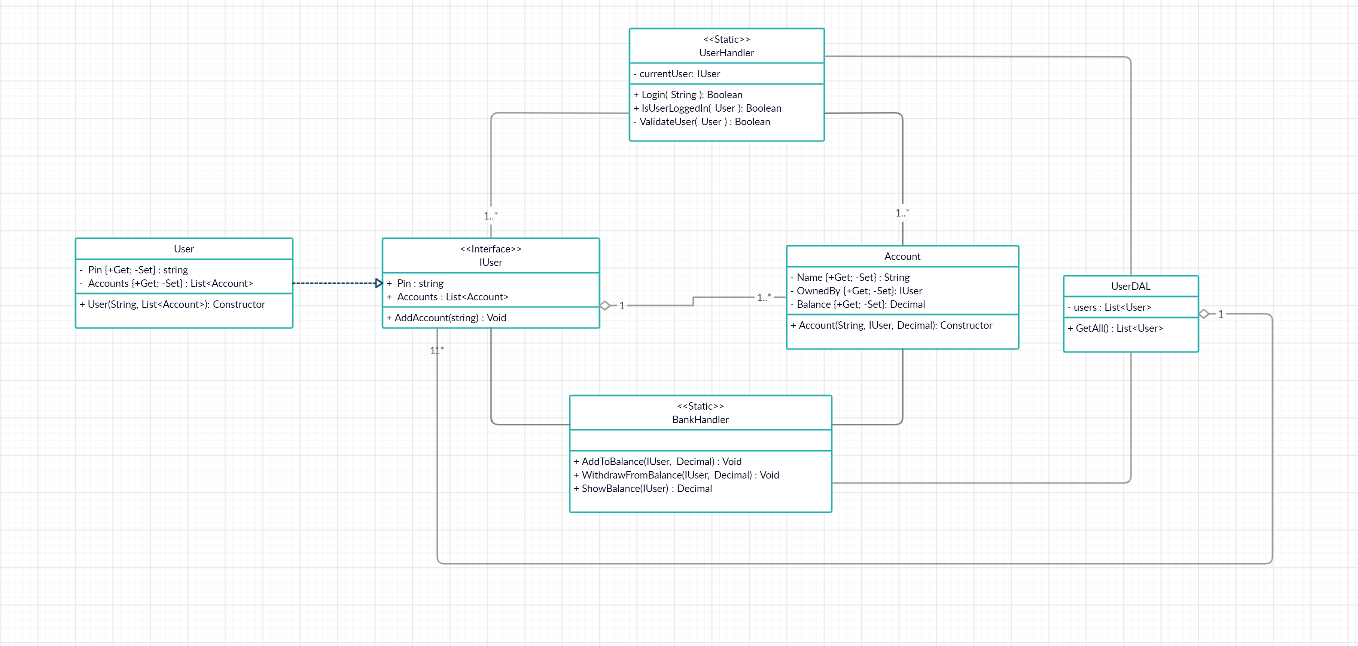 <<Static>>
UserHandler
- currentUser: IUser
+ Login( String ): Boolean
+ IsUserLoggedIn( User ): Boolean
- ValidateUser( User ) : Boolean
1..*
1..*
User
- Pin {+Get; -Set} : string
- Accounts {+Get; -Set} : List<Account>
+ User(String, List<Account>): Constructor
<<Interface>>
IUser
+ Pin : string
+ Accounts : List<Account>
+ AddAccount(string) : Void
1
1..*
Account
- Name {+Get; -Set} : String
- OwnedBy {+Get; -Set}: IUser
- Balance {+Get; -Set}: Decimal
+ Account(String, IUser, Decimal): Constructor
UserDAL
- users : List<User>
+ GetAll() : List<User>
1
1..*
<<Static>>
BankHandler
+ AddToBalance(IUser, Decimal) : Void
+ WithdrawFromBalance(IUser, Decimal) : Void
+ ShowBalance(IUser) : Decimal